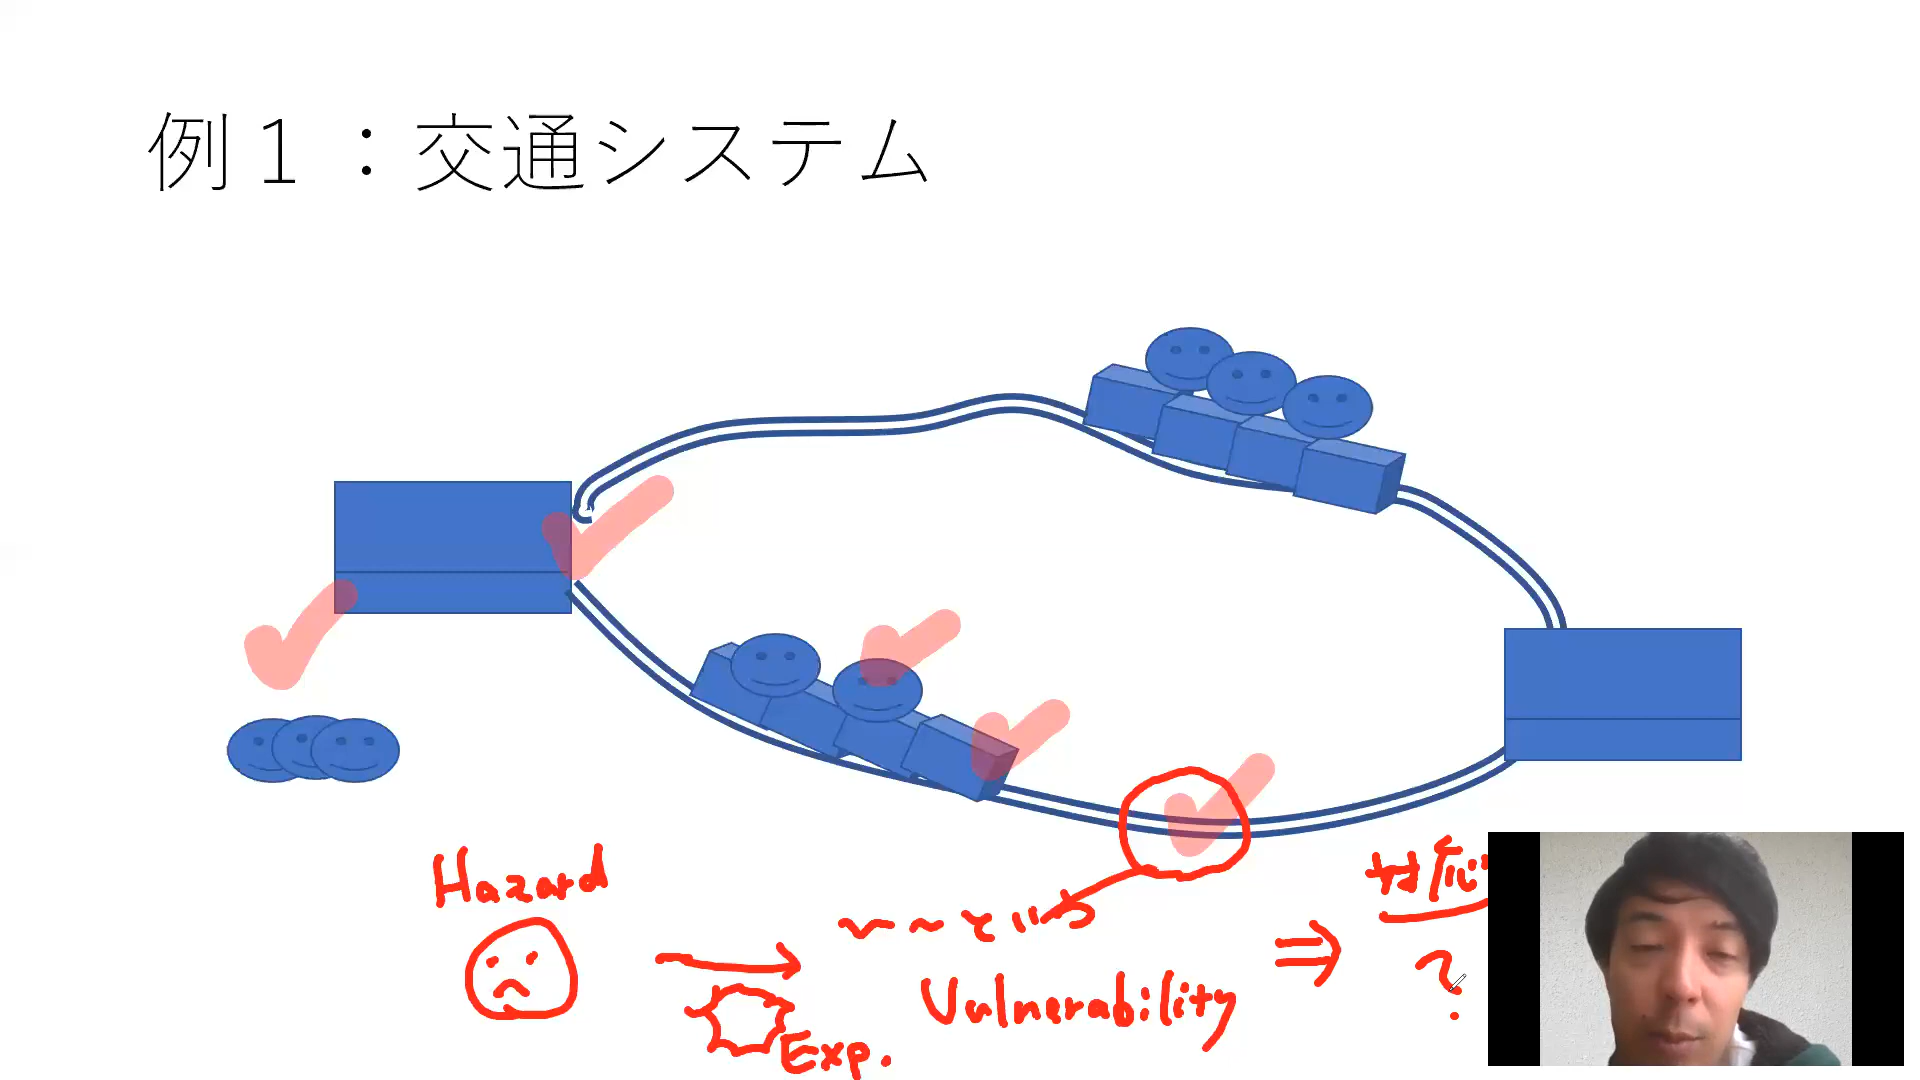 例１：交通システム
Hazard
対応
～～という
?
Vulnerability
Exp.